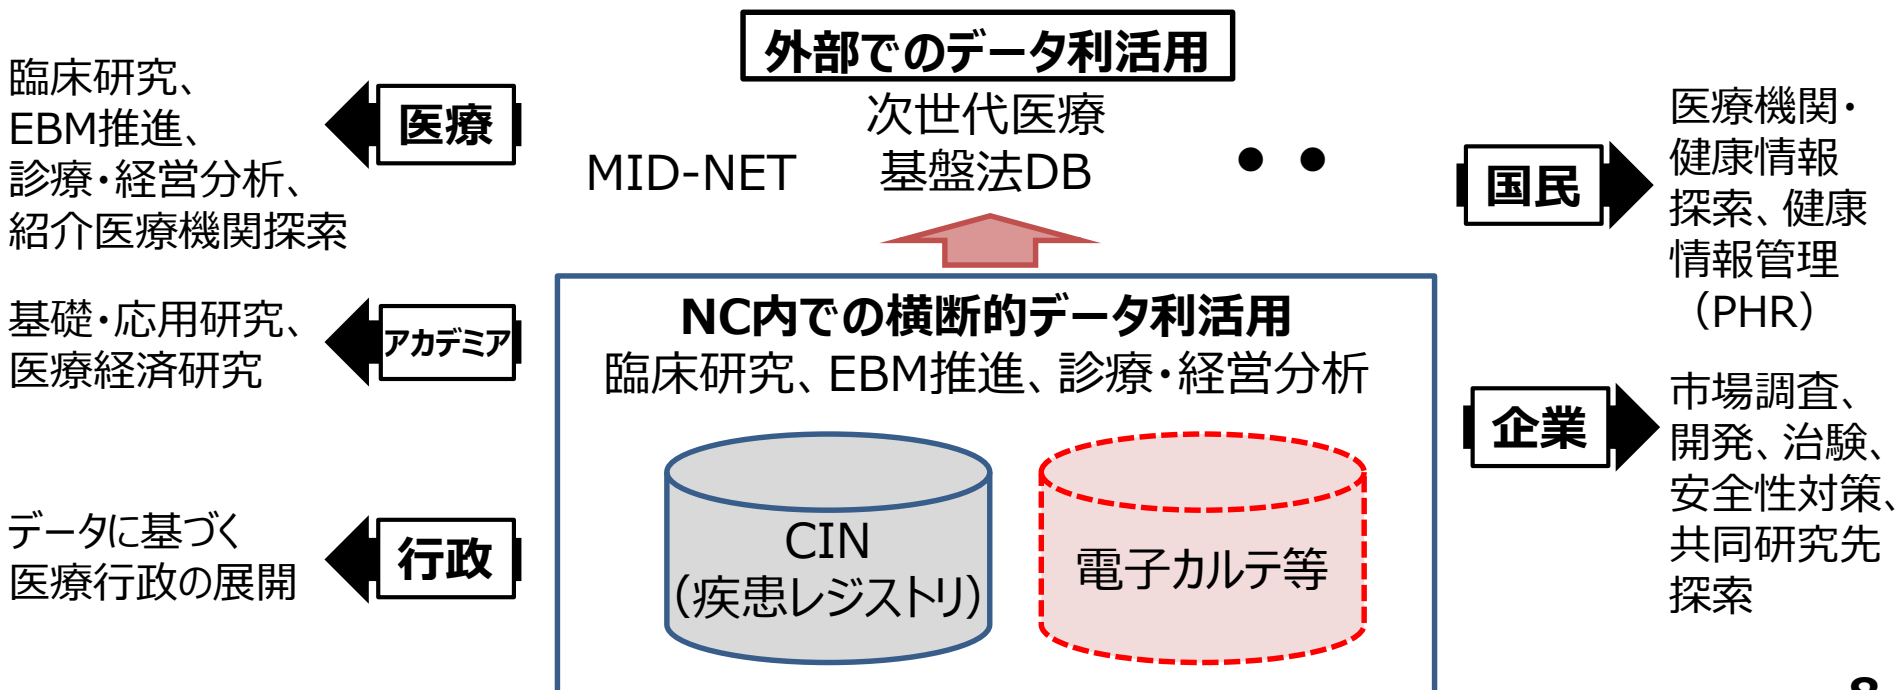 外部でのデータ利活用
次世代医療
基盤法DB
MID-NET
••
医療
臨床研究、
EBM推進、
診療・経営分析、
紹介医療機関探索
アカデミア
基礎・応用研究、
医療経済研究
行政
データに基づく
医療行政の展開
NC内での横断的データ利活用
臨床研究、EBM推進、診療・経営分析
CIN
（疾患レジストリ）
電子カルテ等
国民
医療機関・
健康情報
探索、健康
情報管理
（PHR）
企業
市場調査、
開発、治験、
安全性対策、
共同研究先
探索